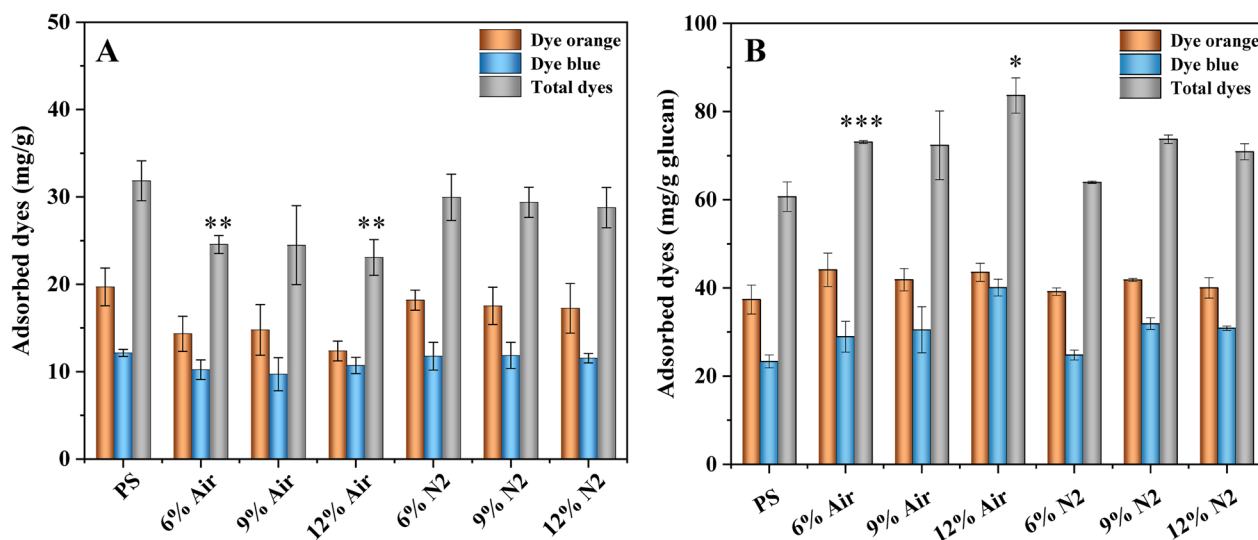 A
Dye orange
Dye blue
Total dyes
Adsorbed dyes (mg/g)
50
40
30
20
10
0
**
**
PS
6% Air
9% Air
12% Air
6% N2
9% N2
12% N2
B
Dye orange
Dye blue
Total dyes
Adsorbed dyes (mg/g glucan)
100
80
60
40
20
0
***
*
PS
6% Air
9% Air
12% Air
6% N2
9% N2
12% N2